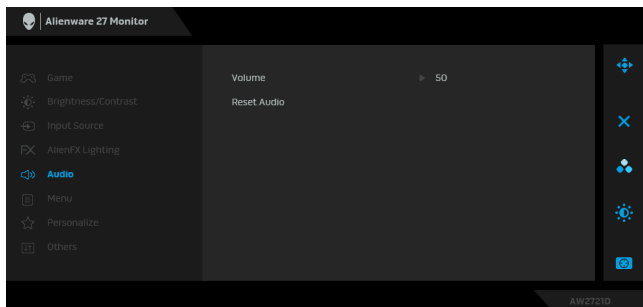 Alienware 27 Monitor
Game
Brightness/Contrast
Input Source
FX AlienFX Lighting
Audio
Menu
Personalize
Others
Volume 50
Reset Audio
AW2721D